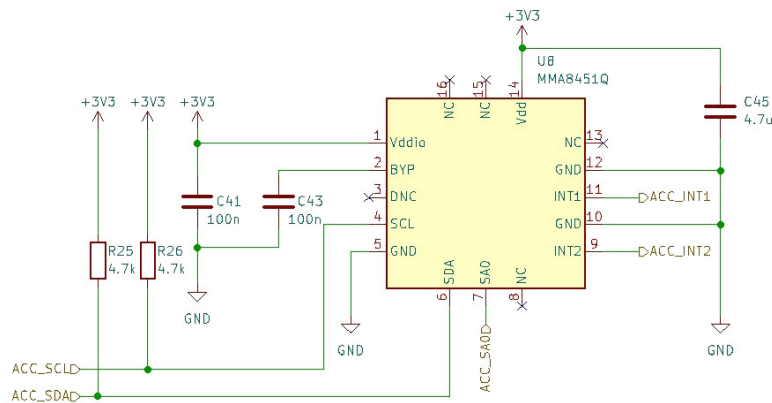 +3V3
U8
MMA8451Q
+3V3
+3V3
16
NC
15
NC
14
Vdd
C45
4.7u
1
Vddio
NC
13
2
BYP
GND
12
3
DNC
INT1
11
ACC_INT1
C41
100n
C43
100n
4
SCL
GND
10
5
GND
INT2
9
ACC_INT2
R25
4.7k
R26
4.7k
SDA
6
SA0
7
NC
8
GND
GND
GND
ACC_SA0
ACC_SCL
ACC_SDA